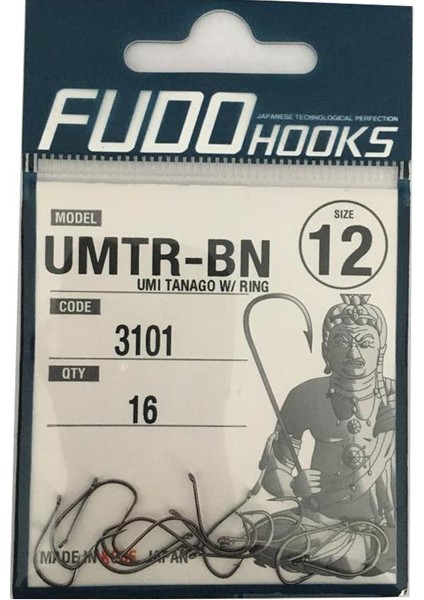 FUDO HOOKS
JAPANESE TECHNOLOGICAL PERFECTION
MODEL
SIZE
UMTR-BN
12
UMI TANAGO W/ RING
CODE
3101
QTY
16
MADE IN KOBE JAPAN